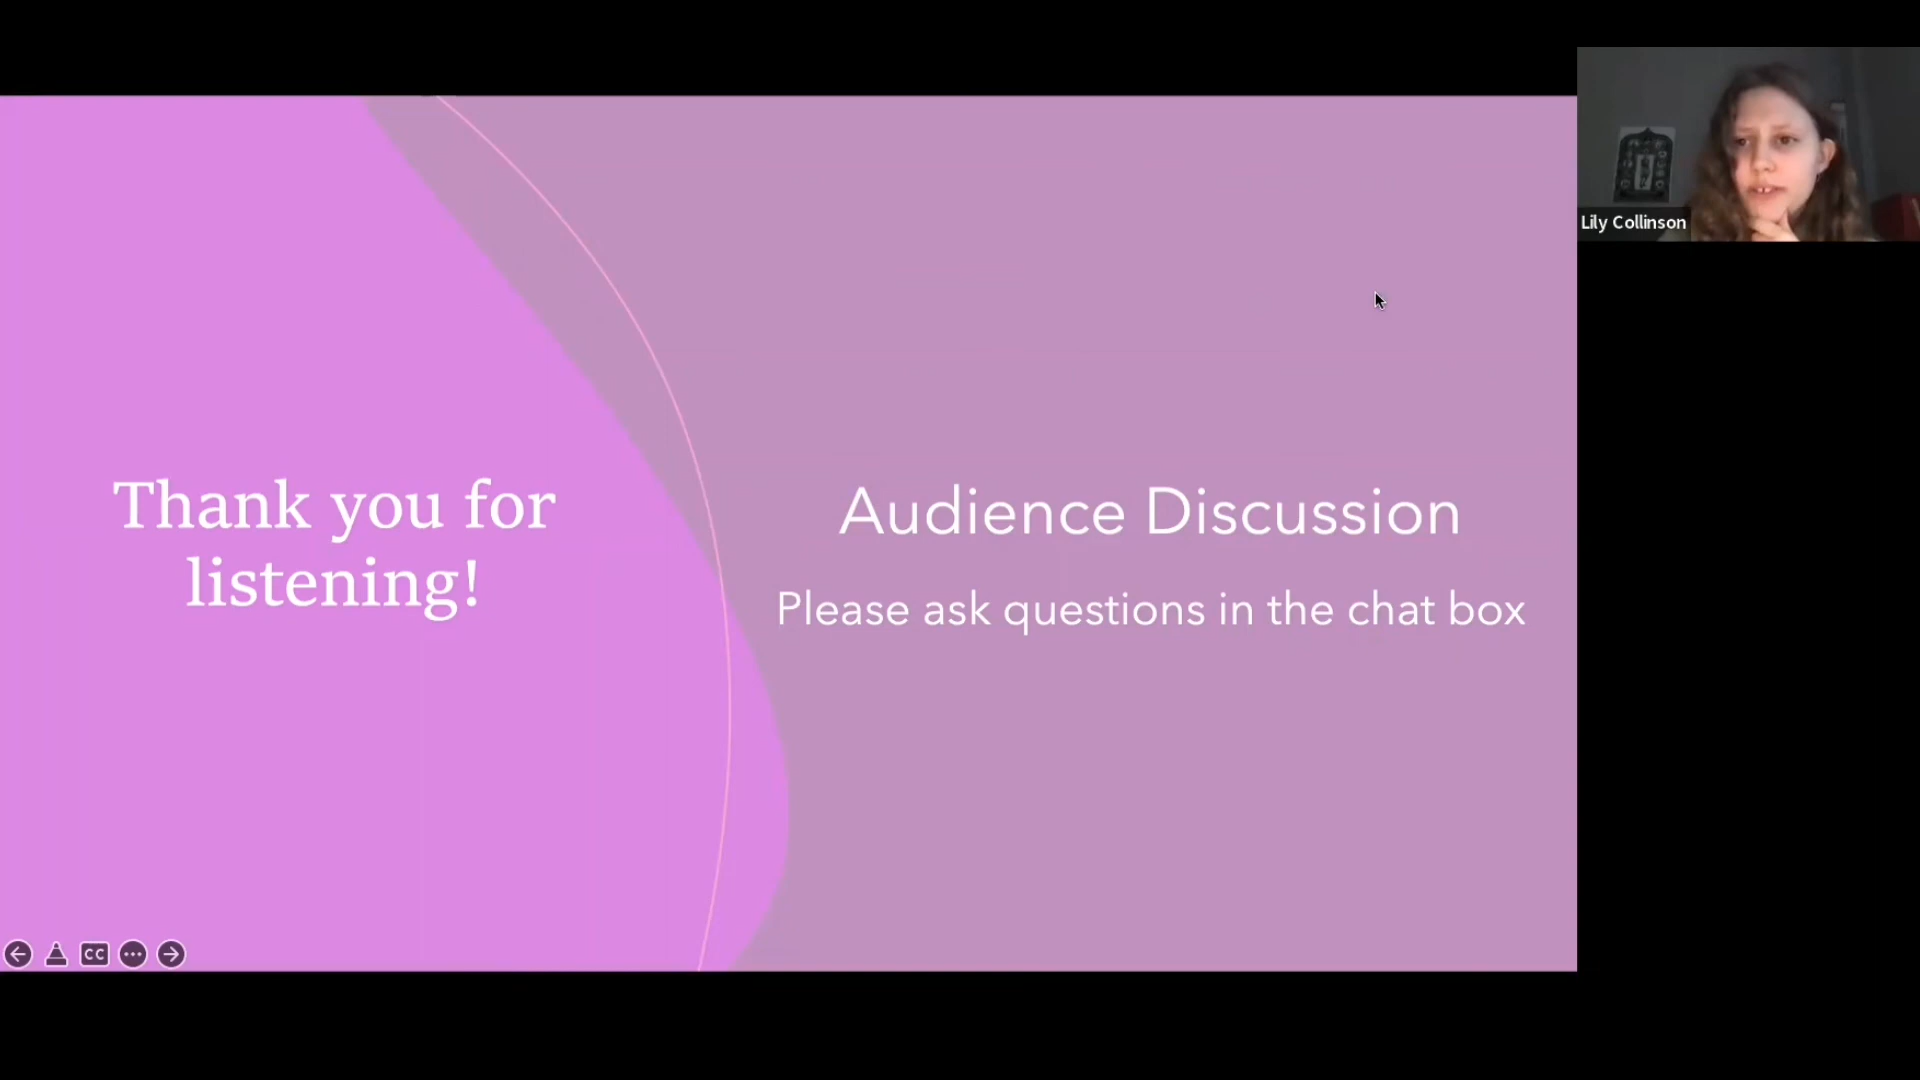 Thank you for
listening!
Audience Discussion
Please ask questions in the chat box
Lily Collinson
CC